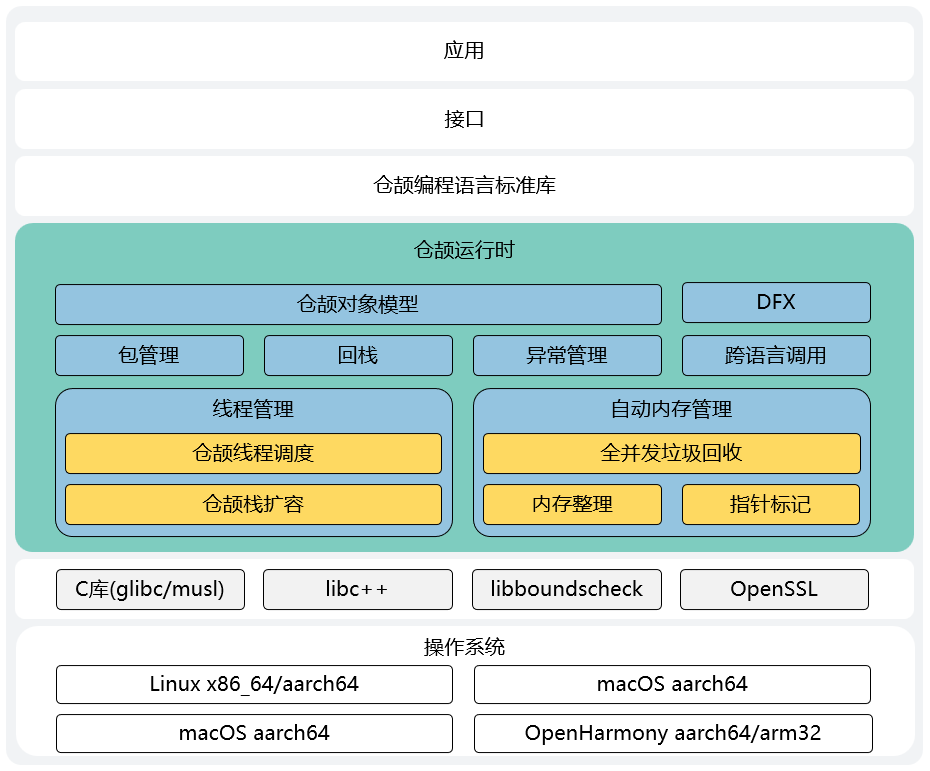 应用
接口
仓颉编程语言标准库
仓颉运行时
仓颉对象模型
DFX
包管理
回栈
异常管理
跨语言调用
线程管理
仓颉线程调度
仓颉栈扩容
自动内存管理
全并发垃圾回收
内存整理
指针标记
C库(glibc/musl)
libc++
libboundscheck
OpenSSL
操作系统
Linux x86_64/aarch64
macOS aarch64
macOS aarch64
OpenHarmony aarch64/arm32